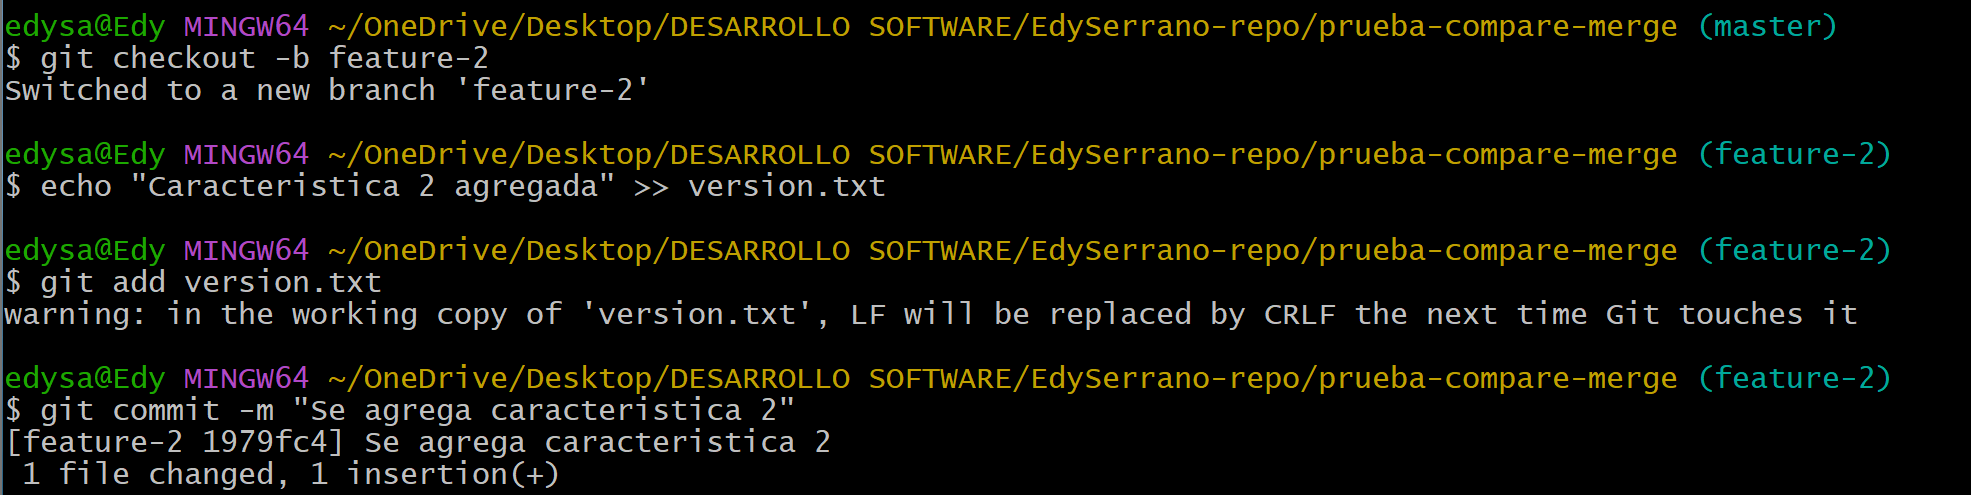 edysa@Edy MINGW64 ~/OneDrive/Desktop/DESARROLLO SOFTWARE/EdySerrano-repo/prueba-compare-merge (master)
$ git checkout -b feature-2
Switched to a new branch 'feature-2'
edysa@Edy MINGW64 ~/OneDrive/Desktop/DESARROLLO SOFTWARE/EdySerrano-repo/prueba-compare-merge (feature-2)
$ echo "Caracteristica 2 agregada" >> version.txt
edysa@Edy MINGW64 ~/OneDrive/Desktop/DESARROLLO SOFTWARE/EdySerrano-repo/prueba-compare-merge (feature-2)
$ git add version.txt
warning: in the working copy of 'version.txt', LF will be replaced by CRLF the next time Git touches it
edysa@Edy MINGW64 ~/OneDrive/Desktop/DESARROLLO SOFTWARE/EdySerrano-repo/prueba-compare-merge (feature-2)
$ git commit -m "Se agrega caracteristica 2"
[feature-2 1979fc4] Se agrega caracteristica 2
 1 file changed, 1 insertion(+)